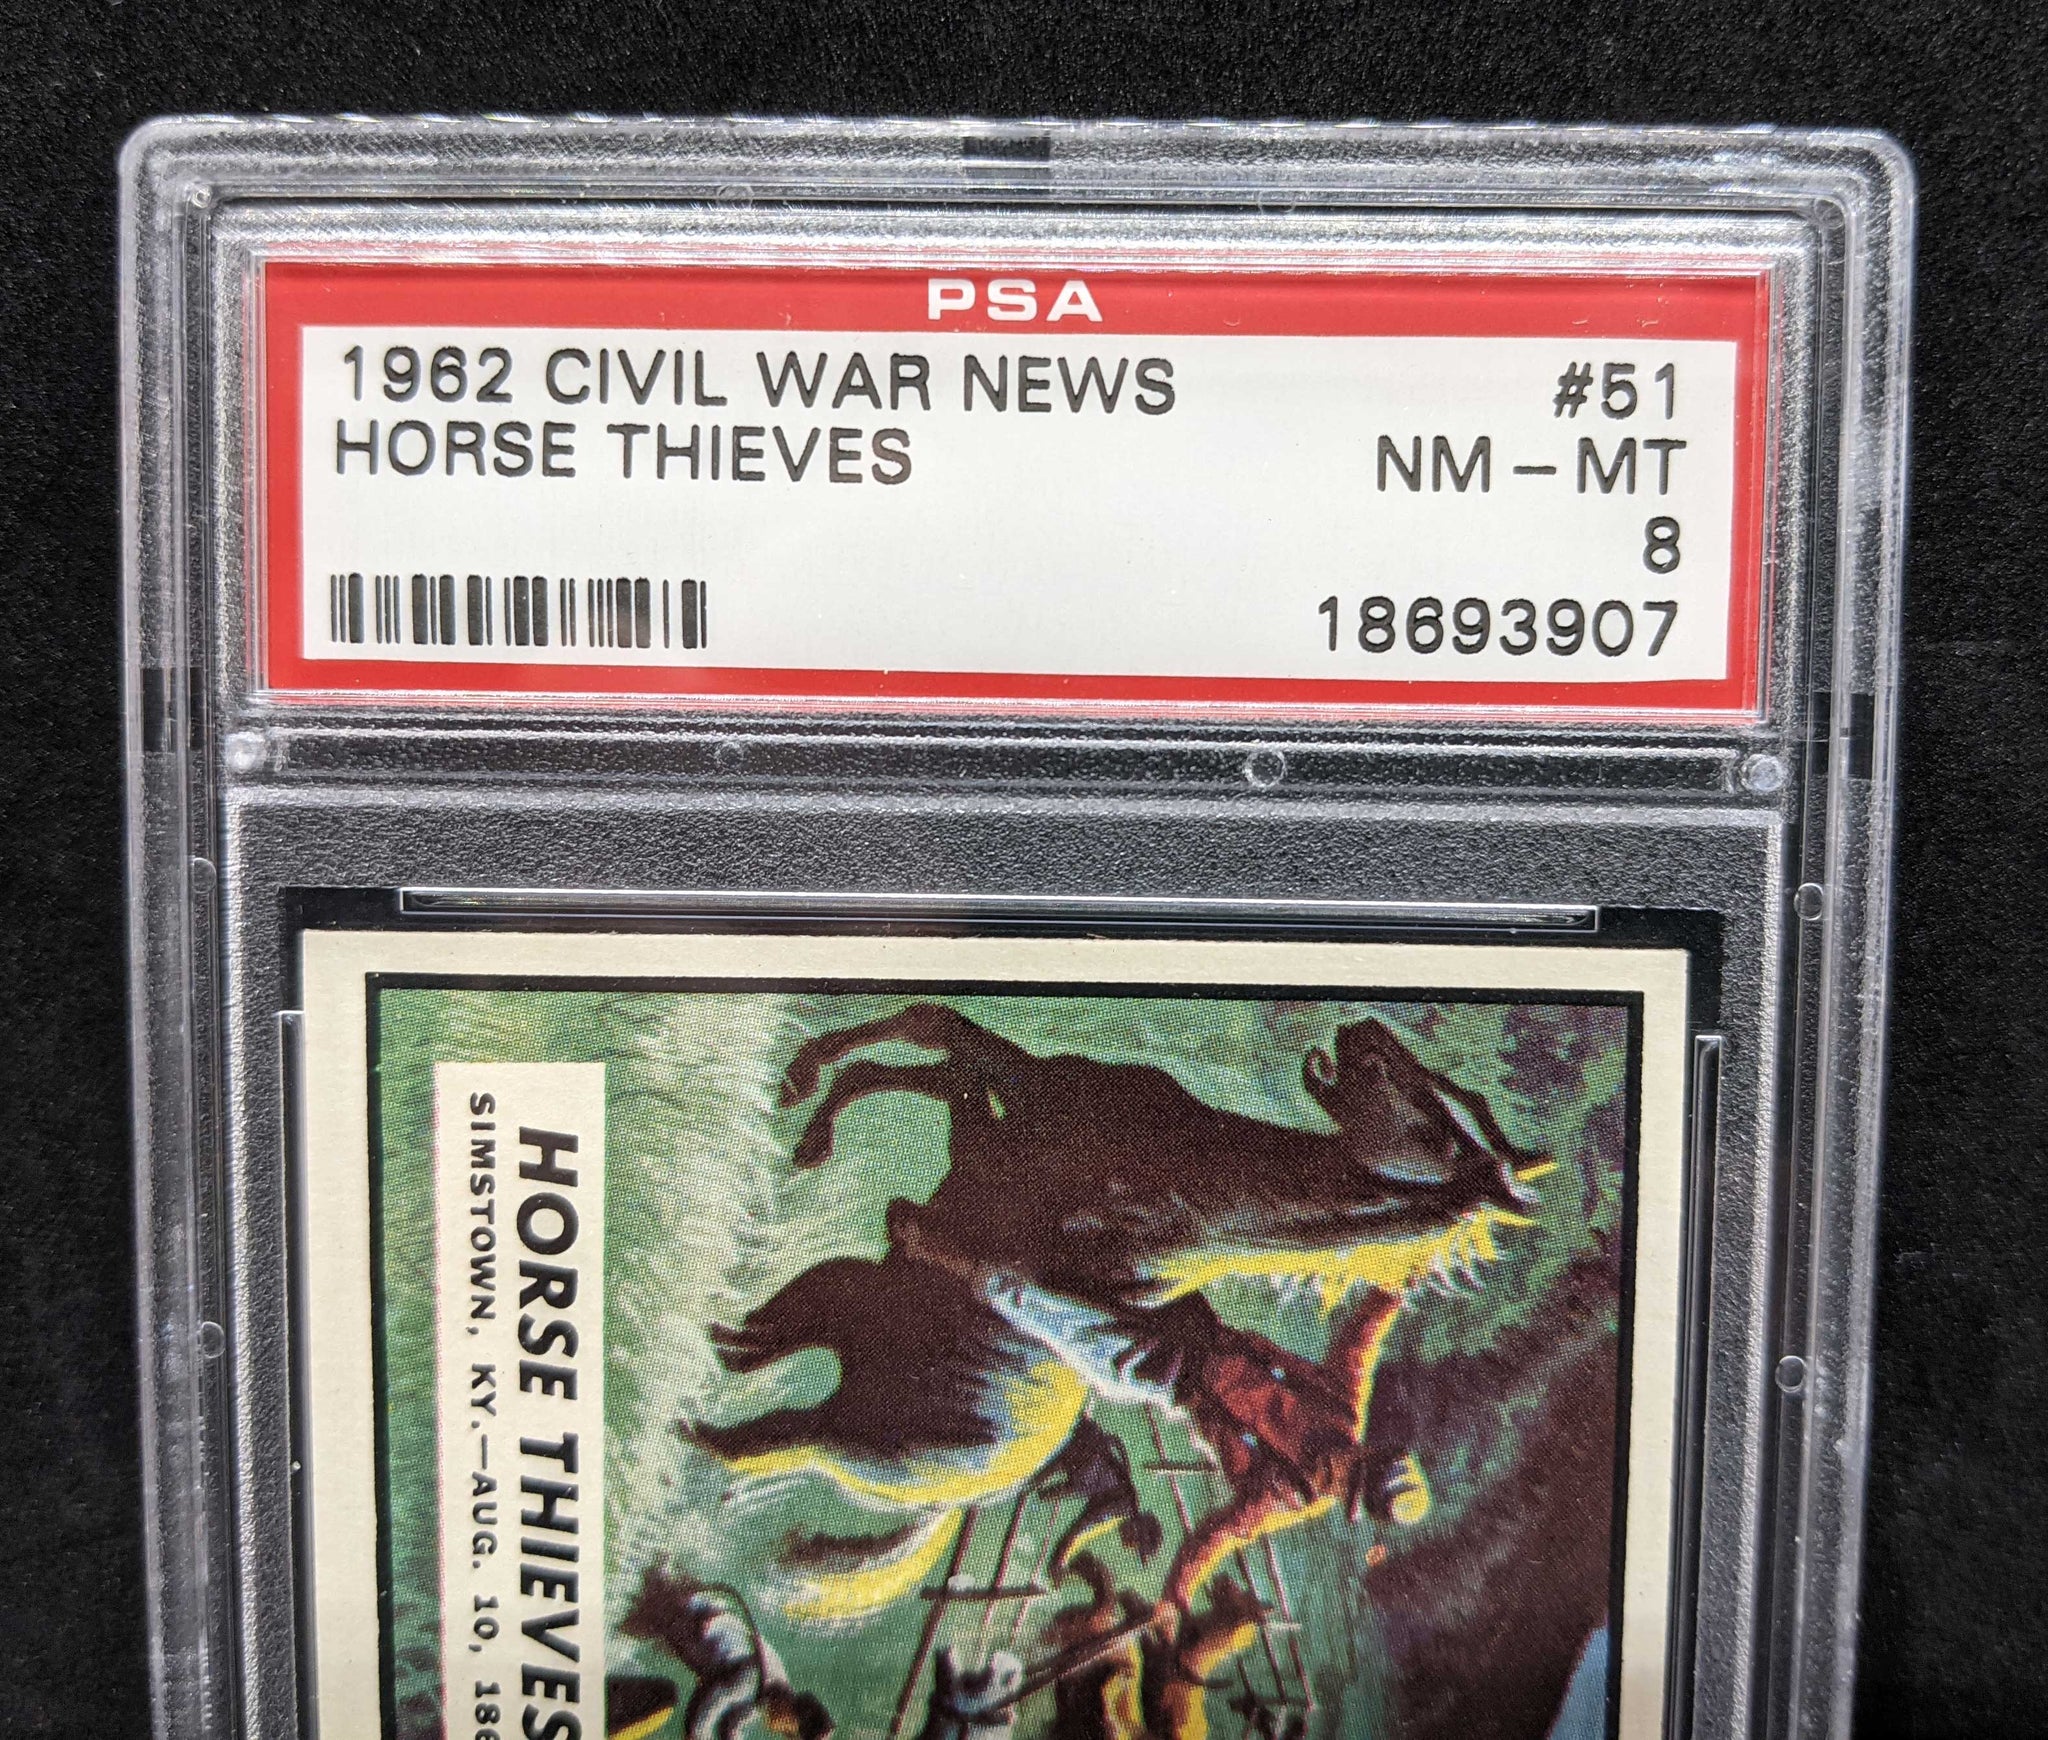 PSA
1962 CIVIL WAR NEWS #51
HORSE THIEVES NM-MT
8
18693907
HORSE THIEVES
SIMSTOWN, KY.—AUG. 10,